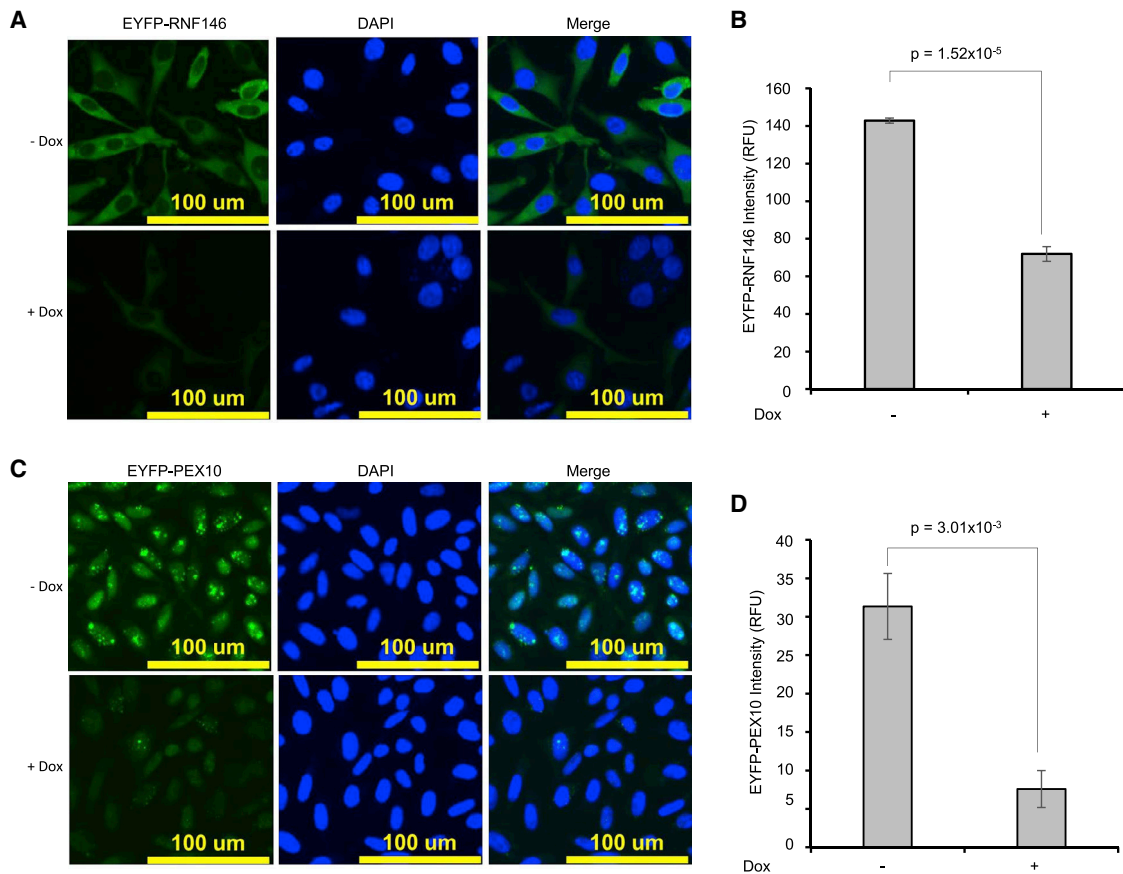 A
EYFP-RNF146 DAPI Merge
- Dox
100 um 100 um 100 um
+ Dox
100 um 100 um 100 um
B
p = 1.52x10-5
EYFP-RNF146 Intensity (RFU)
160
140
120
100
80
60
40
20
0
Dox - +
C
EYFP-PEX10 DAPI Merge
- Dox
100 um 100 um 100 um
+ Dox
100 um 100 um 100 um
D
p = 3.01x10-3
EYFP-PEX10 Intensity (RFU)
40
35
30
25
20
15
10
5
0
Dox - +